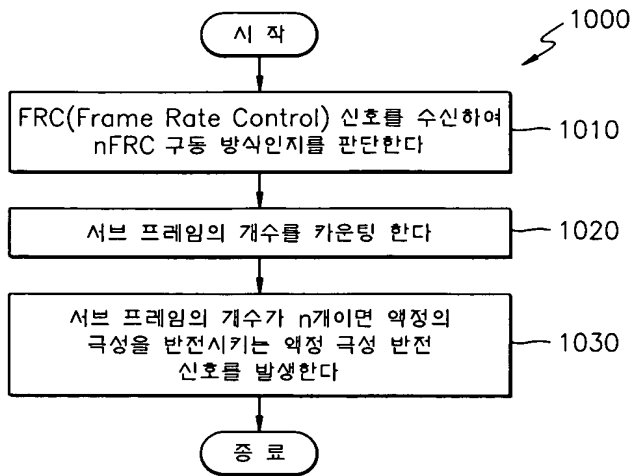 시 작
1000
FRC(Frame Rate Control) 신호를 수신하여
nFRC 구동 방식인지를 판단한다
1010
서브 프레임의 개수를 카운팅 한다
1020
서브 프레임의 개수가 n개이면 액정의
극성을 반전시키는 액정 극성 반전
신호를 발생한다
1030
종 료